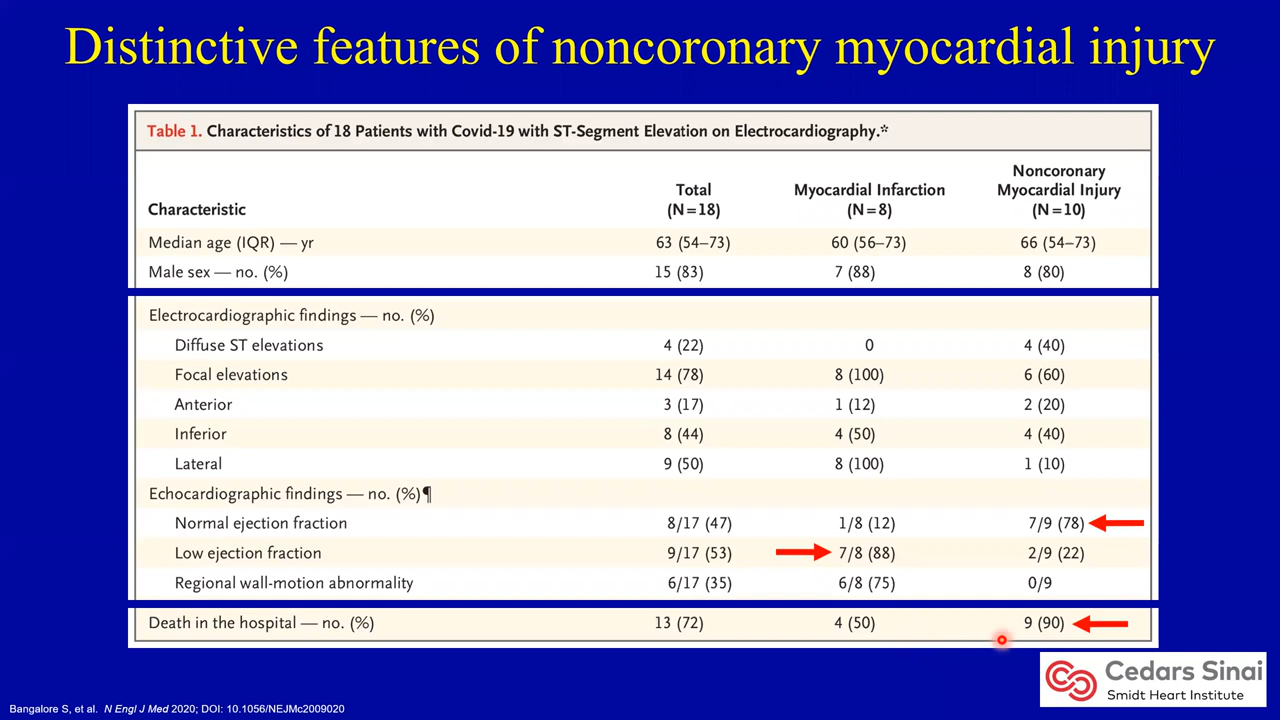 Distinctive features of noncoronary myocardial injury
Table 1. Characteristics of 18 Patients with Covid-19 with ST-Segment Elevation on Electrocardiography.*
Characteristic Total (N=18) Myocardial Infarction (N=8) Noncoronary Myocardial Injury (N=10)
Median age (IQR) — yr 63 (54–73) 60 (56–73) 66 (54–73)
Male sex — no. (%) 15 (83) 7 (88) 8 (80)
Electrocardiographic findings — no. (%)
Diffuse ST elevations 4 (22) 0 4 (40)
Focal elevations 14 (78) 8 (100) 6 (60)
Anterior 3 (17) 1 (12) 2 (20)
Inferior 8 (44) 4 (50) 4 (40)
Lateral 9 (50) 8 (100) 1 (10)
Echocardiographic findings — no. (%)¶
Normal ejection fraction 8/17 (47) 1/8 (12) 7/9 (78)
Low ejection fraction 9/17 (53) 7/8 (88) 2/9 (22)
Regional wall-motion abnormality 6/17 (35) 6/8 (75) 0/9
Death in the hospital — no. (%) 13 (72) 4 (50) 9 (90)
Cedars Sinai
Smidt Heart Institute
Bangalore S, et al. N Engl J Med 2020; DOI: 10.1056/NEJMc2009020